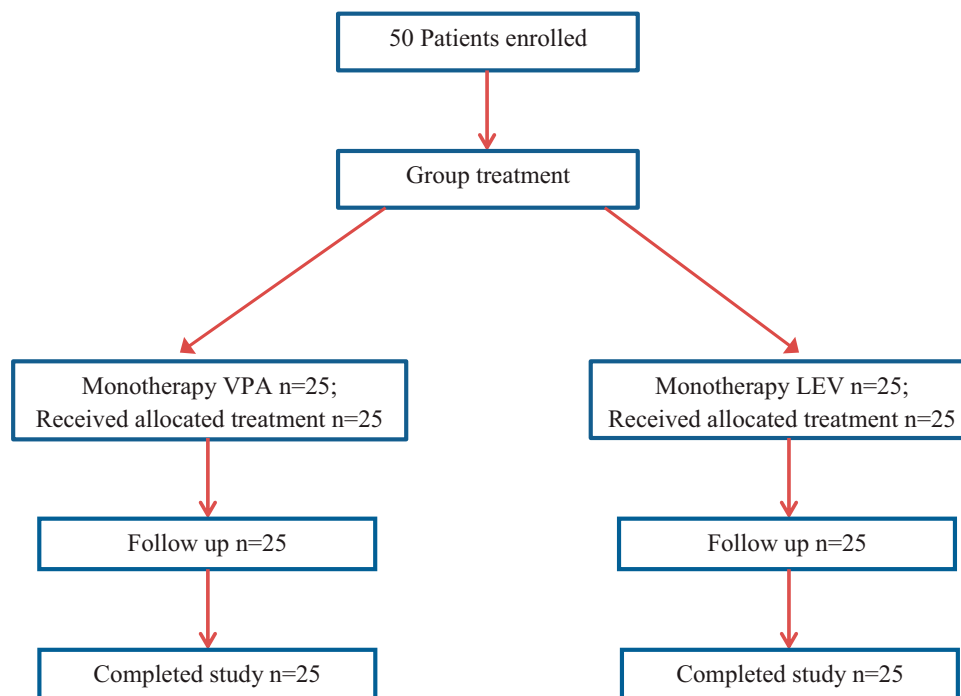 50 Patients enrolled
Group treatment
Monotherapy VPA n=25;
Received allocated treatment n=25
Monotherapy LEV n=25;
Received allocated treatment n=25
Follow up n=25
Follow up n=25
Completed study n=25
Completed study n=25